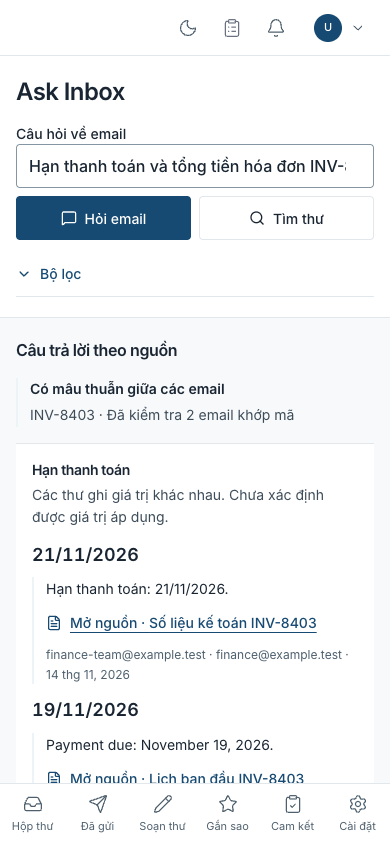 U
Ask Inbox
Câu hỏi về email
Hạn thanh toán và tổng tiền hóa đơn INV-
Hỏi email
Tìm thư
Bộ lọc
Câu trả lời theo nguồn
Có mâu thuẫn giữa các email
INV-8403 · Đã kiểm tra 2 email khớp mã
Hạn thanh toán
Các thư ghi giá trị khác nhau. Chưa xác định
được giá trị áp dụng.
21/11/2026
Hạn thanh toán: 21/11/2026.
Mở nguồn · Số liệu kế toán INV-8403
finance-team@example.test · finance@example.test ·
14 thg 11, 2026
19/11/2026
Payment due: November 19, 2026.
Mở nguồn · Lịch ban đầu INV-8403
Hộp thư
Đã gửi
Soạn thư
Gắn sao
Cam kết
Cài đặt